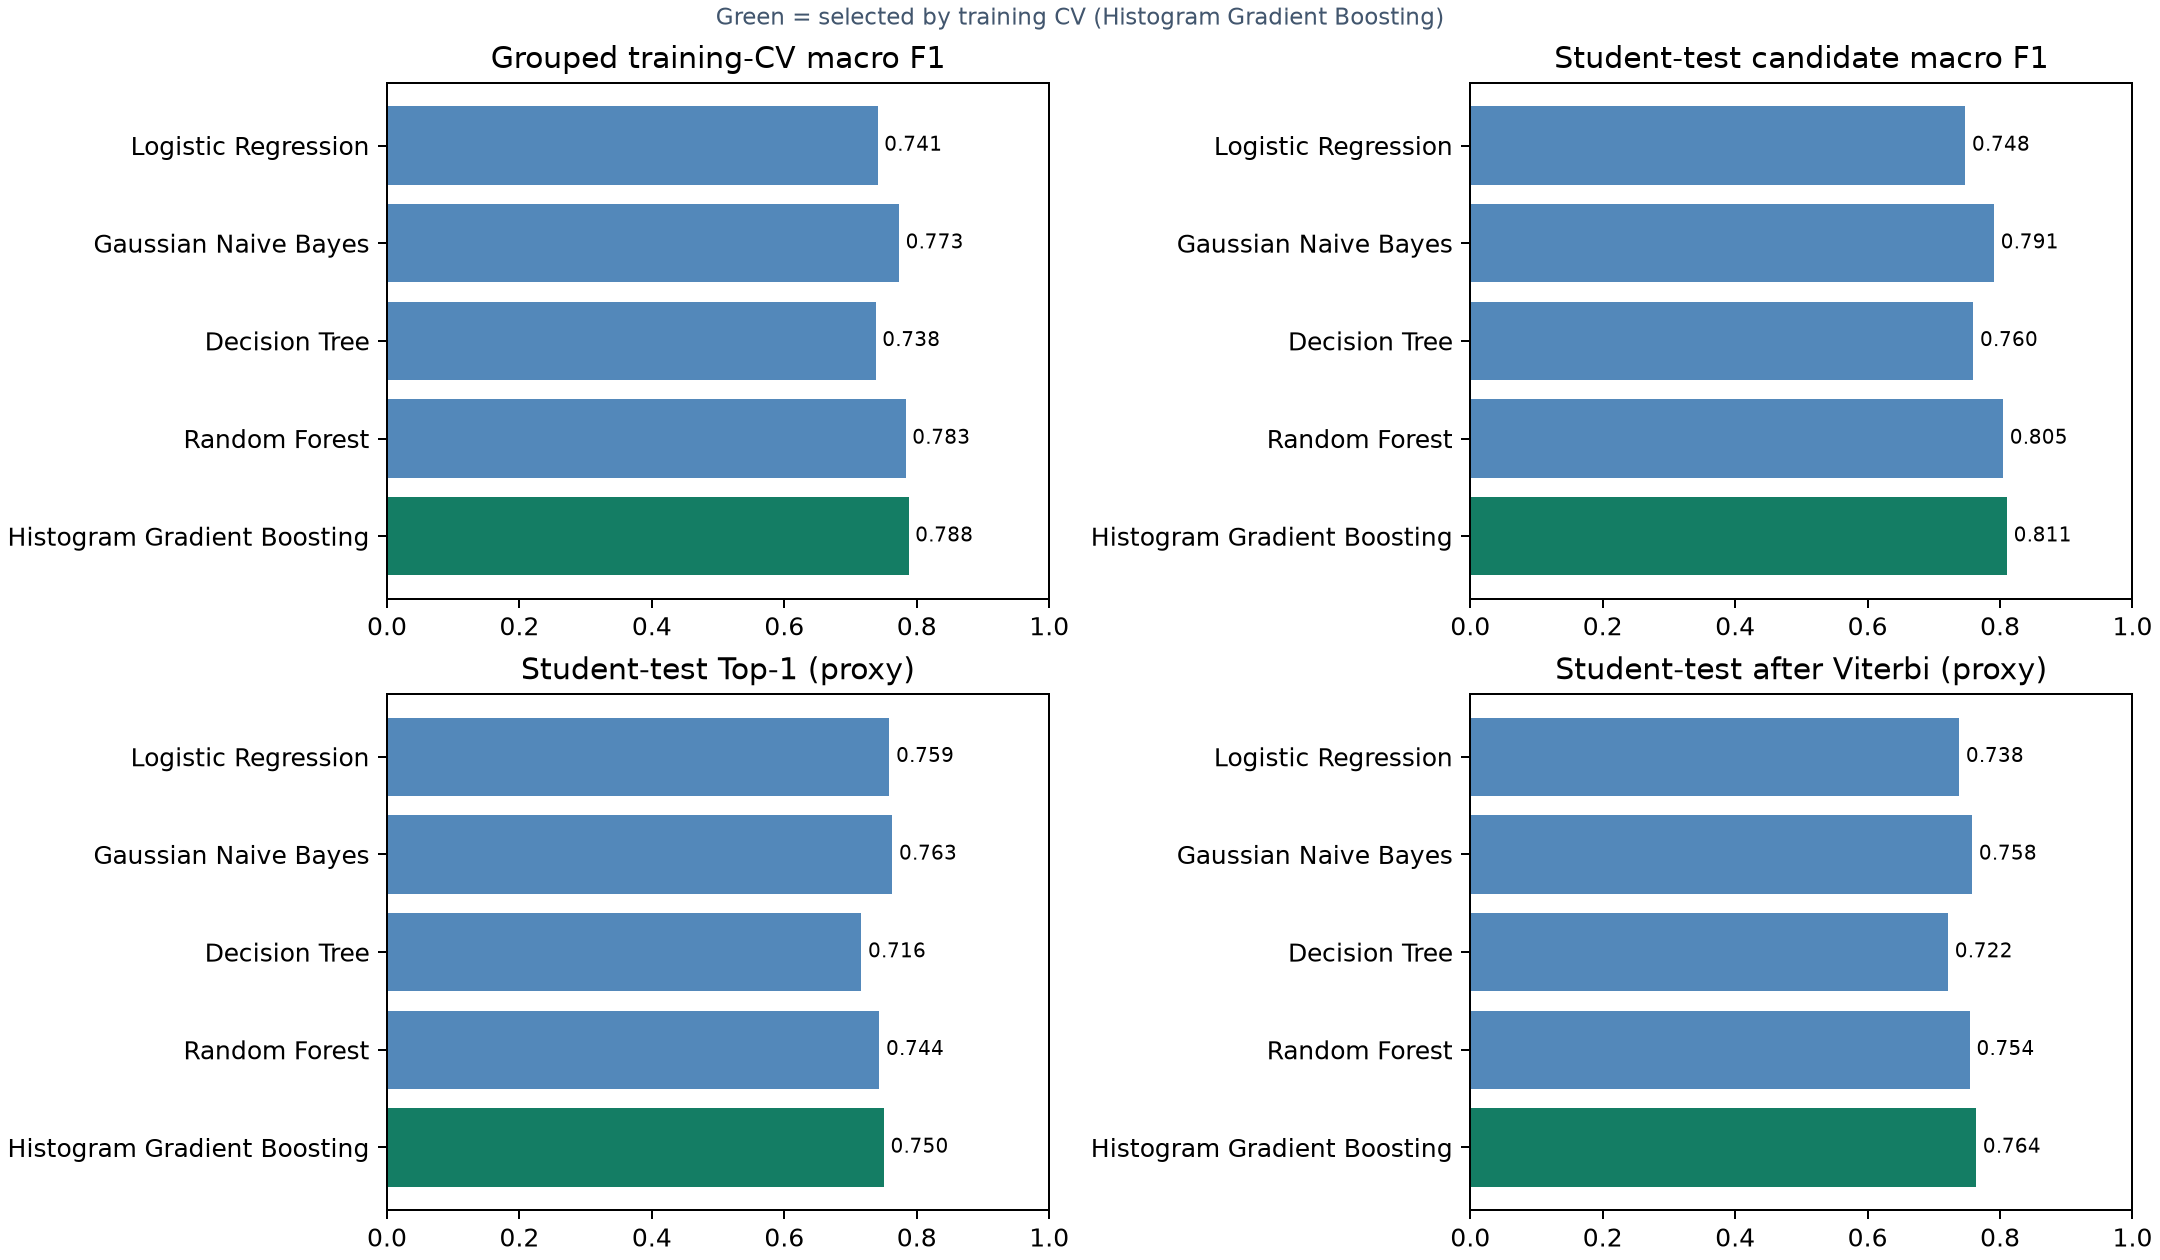 Green = selected by training CV (Histogram Gradient Boosting)
Grouped training-CV macro F1
Logistic Regression 0.741
Gaussian Naive Bayes 0.773
Decision Tree 0.738
Random Forest 0.783
Histogram Gradient Boosting 0.788
0.0 0.2 0.4 0.6 0.8 1.0
Student-test candidate macro F1
Logistic Regression 0.748
Gaussian Naive Bayes 0.791
Decision Tree 0.760
Random Forest 0.805
Histogram Gradient Boosting 0.811
0.0 0.2 0.4 0.6 0.8 1.0
Student-test Top-1 (proxy)
Logistic Regression 0.759
Gaussian Naive Bayes 0.763
Decision Tree 0.716
Random Forest 0.744
Histogram Gradient Boosting 0.750
0.0 0.2 0.4 0.6 0.8 1.0
Student-test after Viterbi (proxy)
Logistic Regression 0.738
Gaussian Naive Bayes 0.758
Decision Tree 0.722
Random Forest 0.754
Histogram Gradient Boosting 0.764
0.0 0.2 0.4 0.6 0.8 1.0